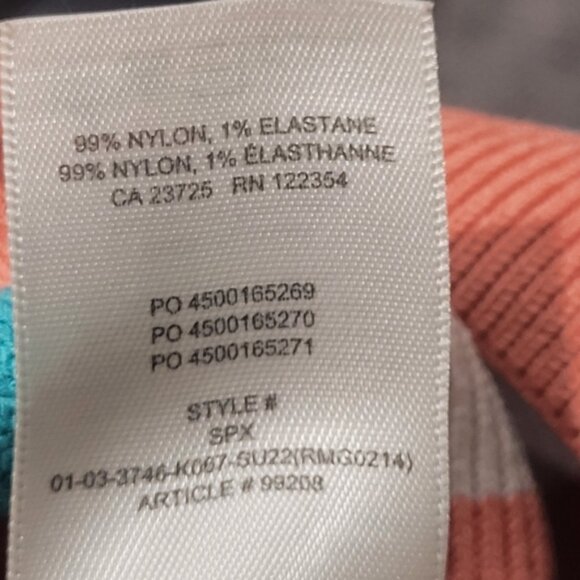 99% NYLON, 1% ELASTANE
99% NYLON, 1% ÉLASTHANNE
CA 23725 RN 122354
PO 4500165269
PO 4500165270
PO 4500165271
STYLE #
SPX
01-03-3746-K067-SU22(RMG0214)
ARTICLE # 99208